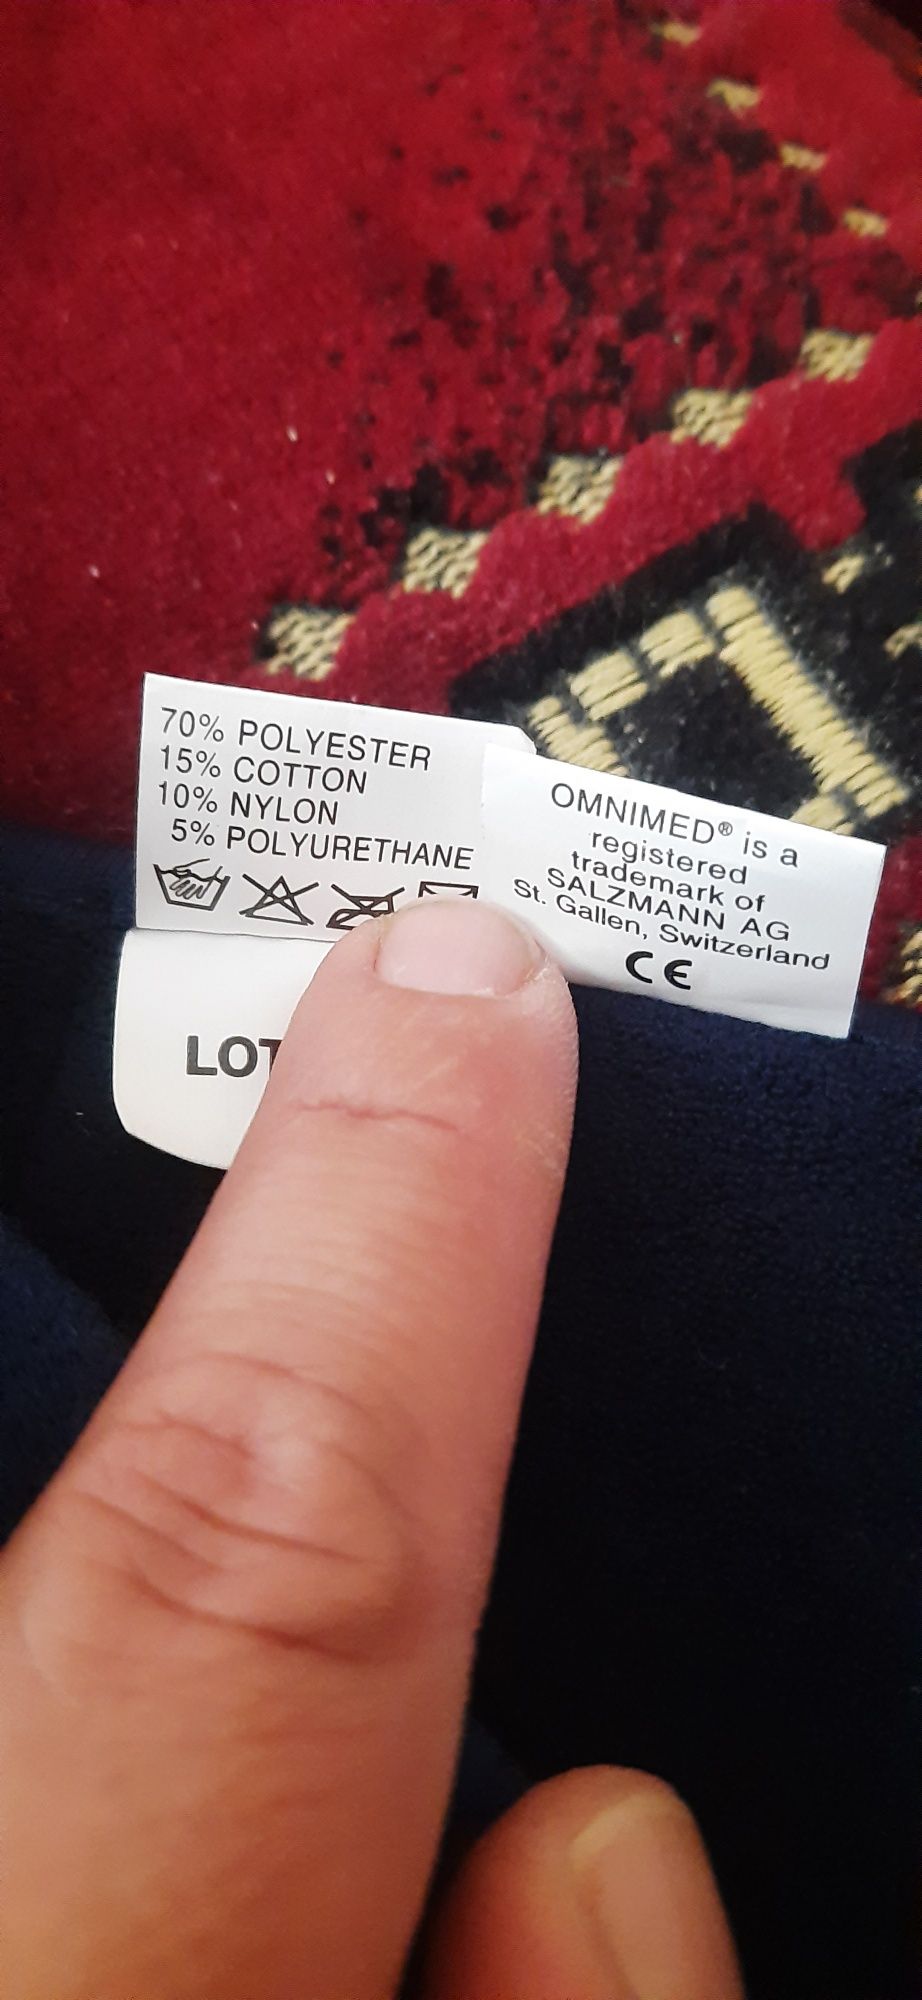 70% POLYESTER
15% COTTON
10% NYLON
5% POLYURETHANE
OMNIMED® is a
registered
trademark of
SALZMANN AG
St. Gallen, Switzerland
CE
LOT